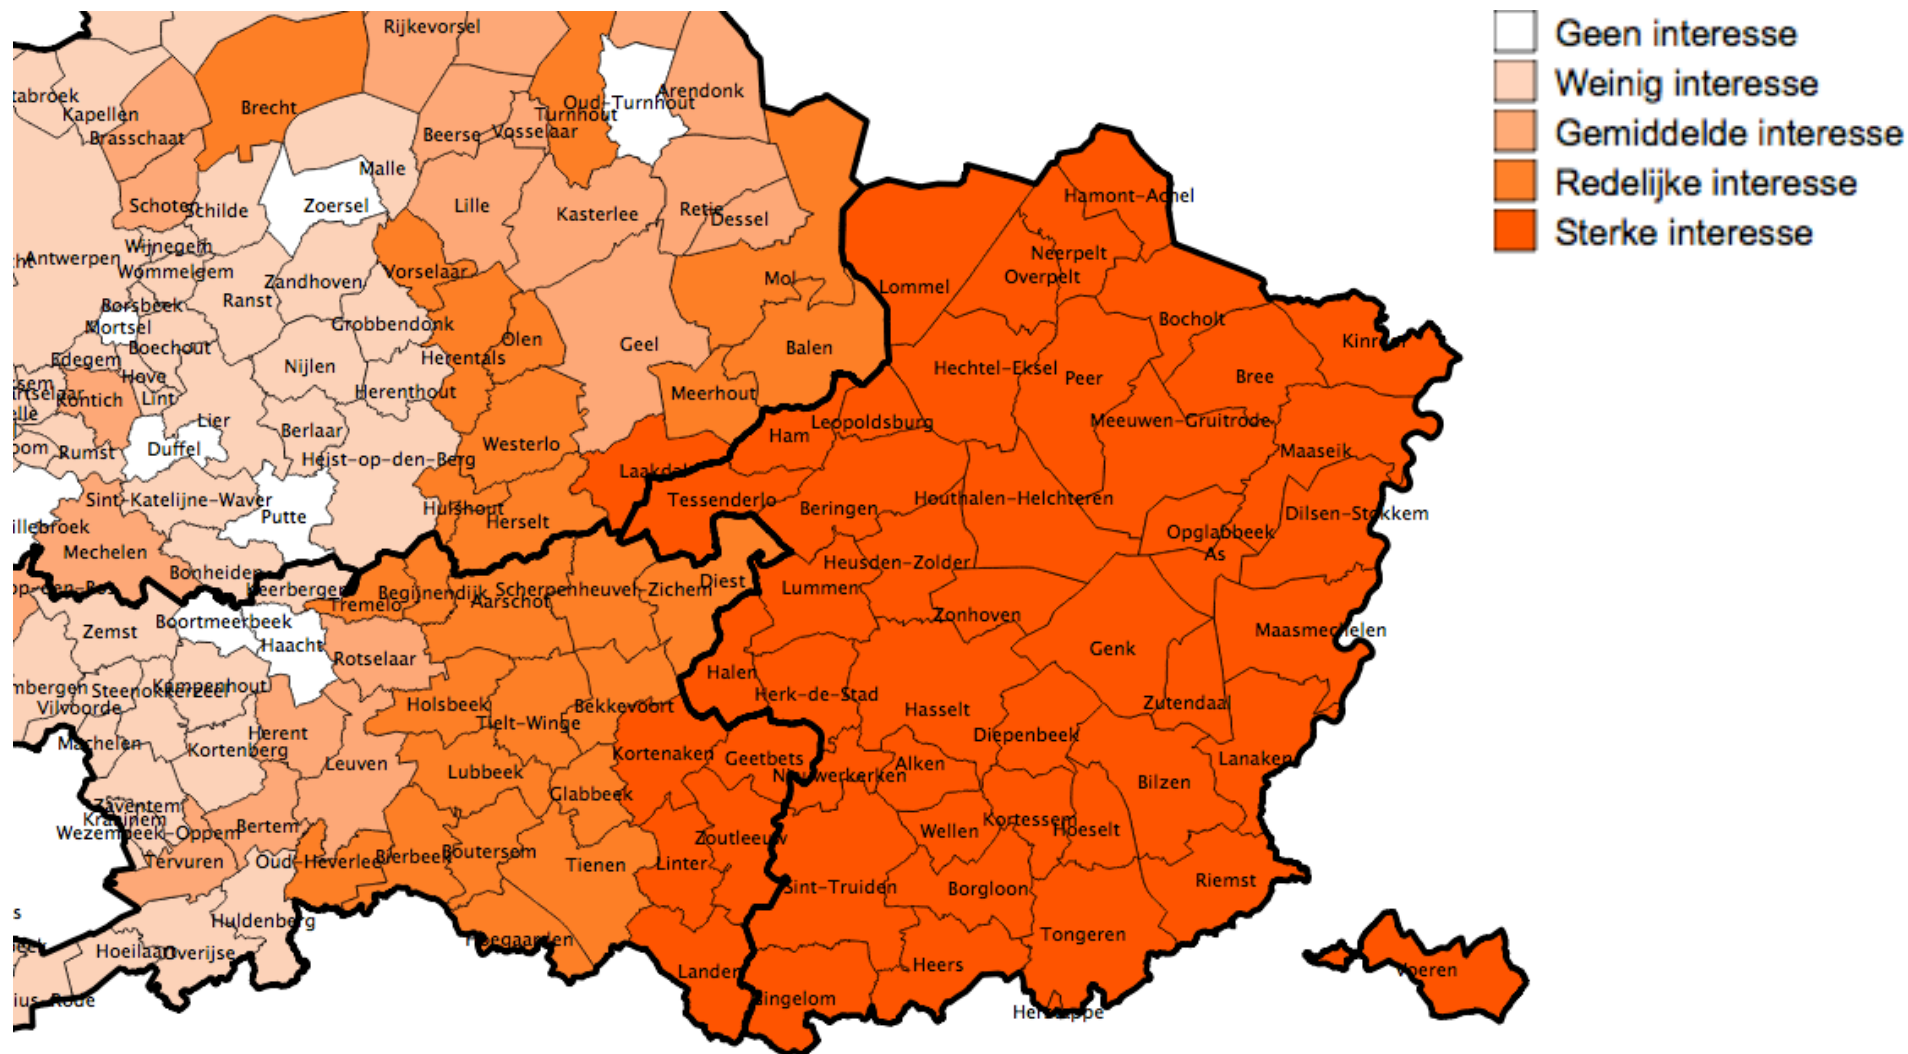 Geen interesse
Weinig interesse
Gemiddelde interesse
Redelijke interesse
Sterke interesse
Rijkevorsel
Kapellen
Brecht
Oud-Turnhout
Arendonk
Turnhout
Brasschaat
Beerse
Vosselaar
Malle
Schoten
Schilde
Zoersel
Lille
Kasterlee
Retie
Dessel
Hamont-Achel
Wijnegem
Antwerpen
Wommelgem
Vorselaar
Zandhoven
Mol
Neerpelt
Overpelt
Lommel
Ranst
Borsbeek
Mortsel
Grobbendonk
Bocholt
Olen
Geel
Balen
Kinrooi
Boechout
Edegem
Nijlen
Herentals
Hechtel-Eksel
Peer
Bree
Hove
Lint
Kontich
Herenthout
Meerhout
Lier
Leopoldsburg
Meeuwen-Gruitrode
Berlaar
Ham
Westerlo
Duffel
Rumst
Maaseik
Heist-op-den-Berg
Laakdal
Sint-Katelijne-Waver
Tessenderlo
Beringen
Houthalen-Helchteren
Putte
Hulshout
Herselt
Dilsen-Stokkem
Opglabbeek
As
Mechelen
Bonheiden
Heusden-Zolder
Keerbergen
Begijnendijk
Scherpenheuvel-Zichem
Diest
Lummen
Tremelo
Aarschot
Zonhoven
Boortmeerbeek
Zemst
Haacht
Maasmechelen
Genk
Rotselaar
Halen
Kampenhout
Steenokkerzeel
Vilvoorde
Holsbeek
Bekkevoort
Herk-de-Stad
Zutendaal
Tielt-Winge
Hasselt
Herent
Diepenbeek
Machelen
Kortenberg
Kortenaken
Geetbets
Lanaken
Leuven
Lubbeek
Nieuwerkerken
Alken
Bilzen
Glabbeek
Zaventem
Kraainem
Wezembeek-Oppem
Bertem
Kortessem
Wellen
Hoeselt
Zoutleeuw
Tervuren
Oud-Heverlee
Bierbeek
Boutersem
Tienen
Linter
Sint-Truiden
Borgloon
Riemst
Huldenberg
Hoegaarden
Tongeren
Hoeilaart
Overijse
Heers
Landen
Voeren
Gingelom
Herstappe